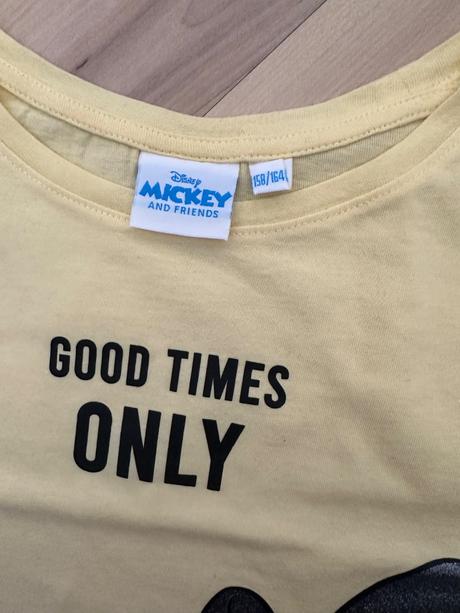 Disney
MICKEY
AND FRIENDS
158/164
GOOD TIMES
ONLY